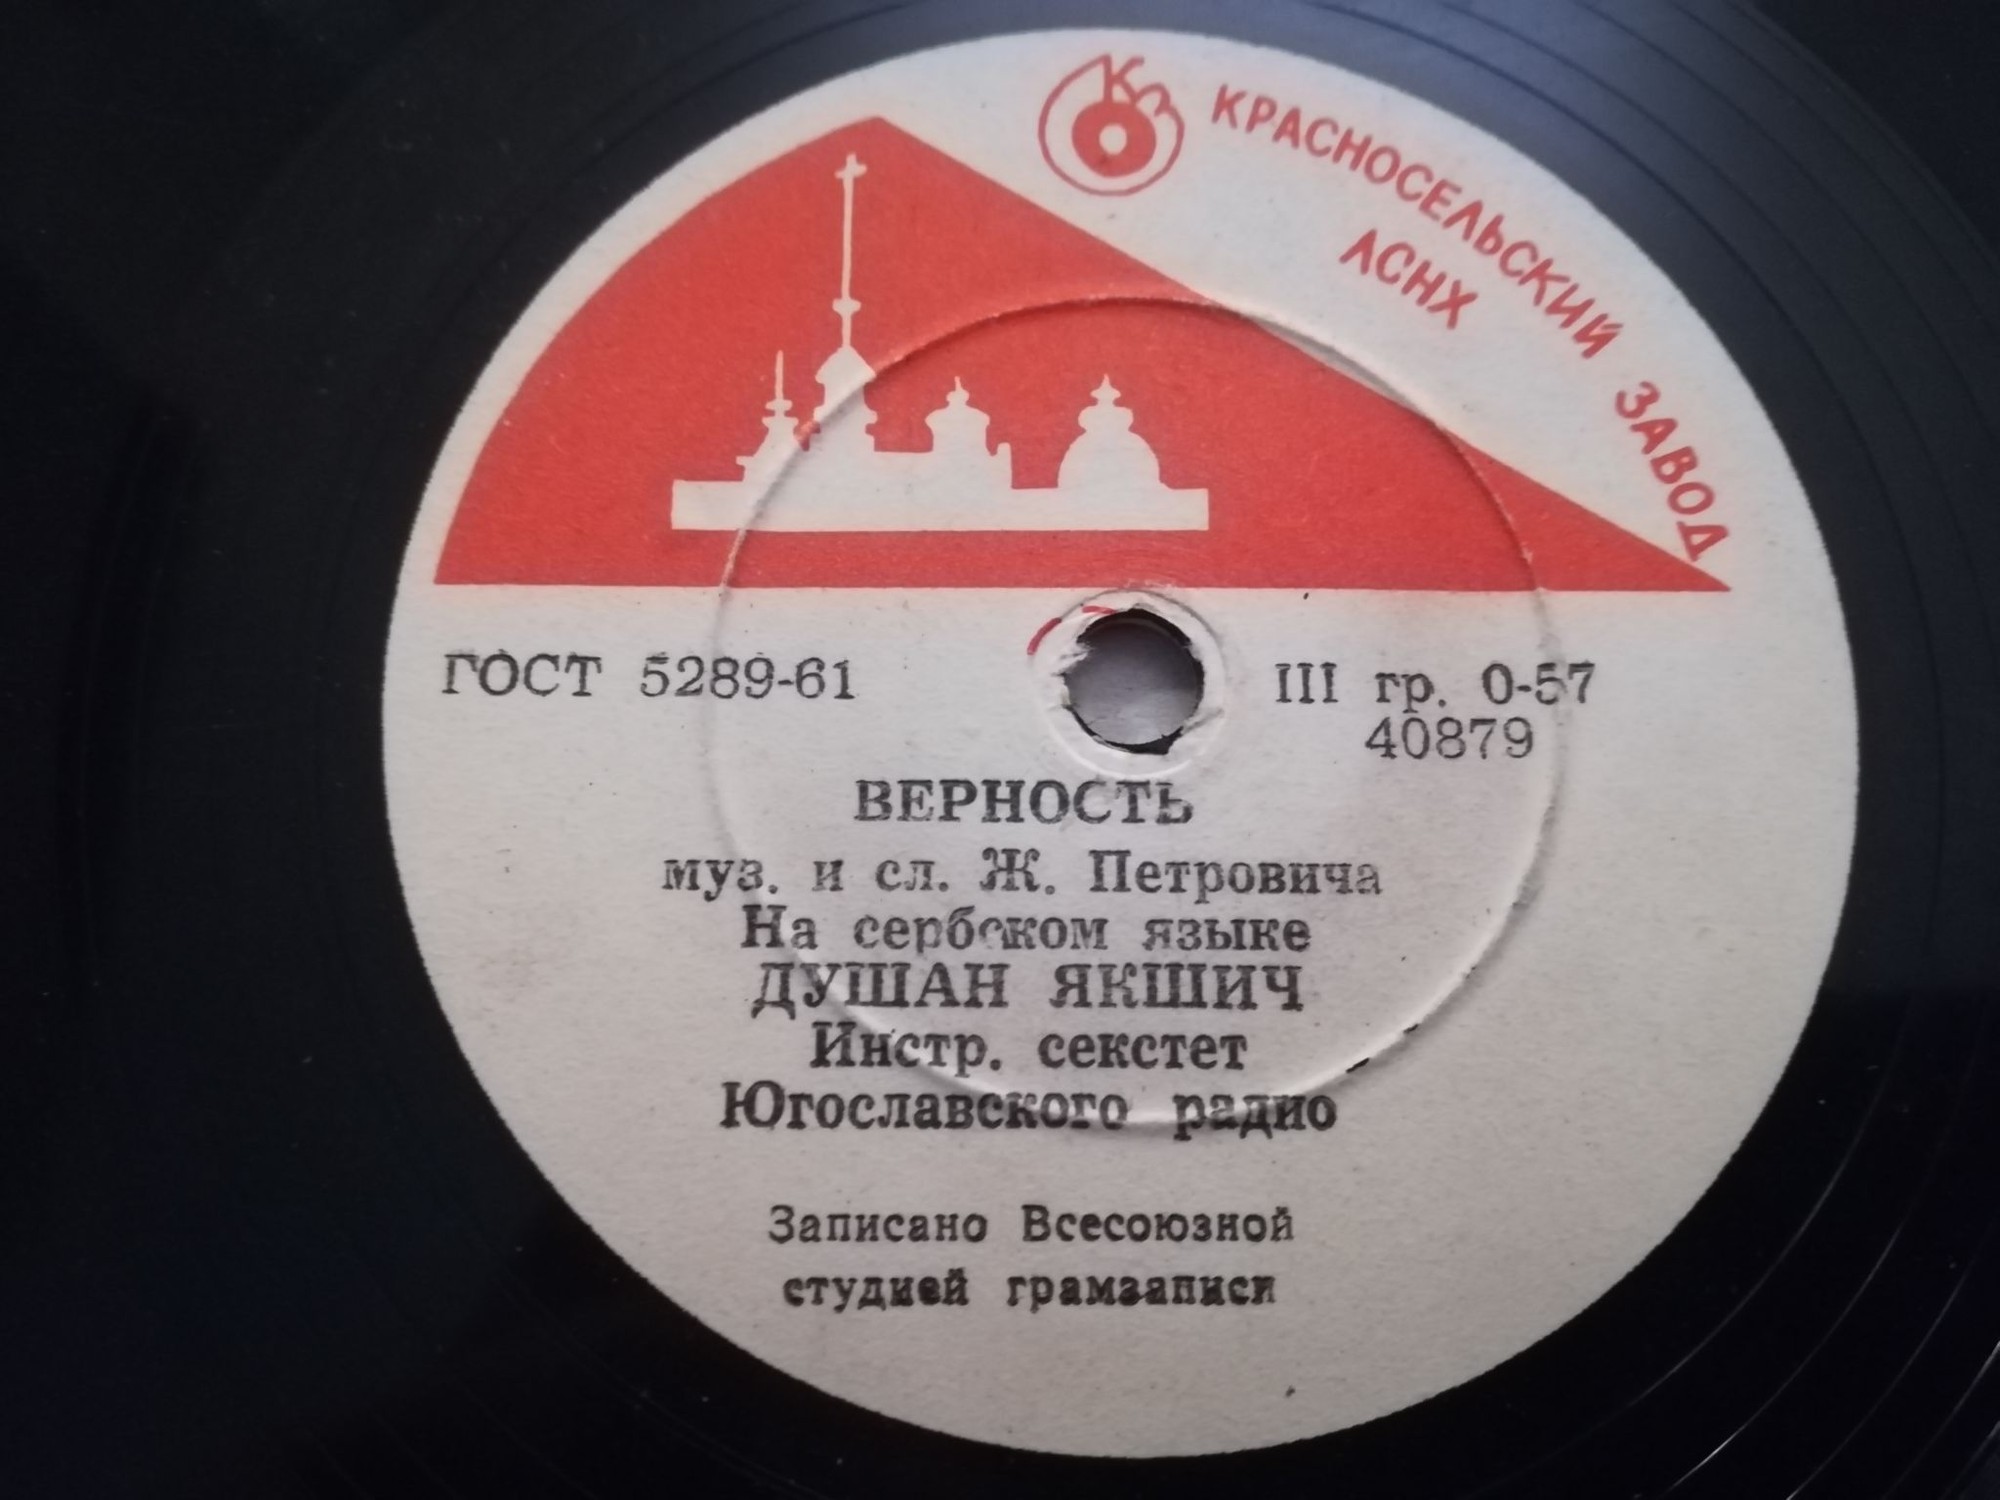 КРАСНОСЕЛЬСКИЙ ЗАВОД
ЛСНХ
ГОСТ 5289-61
III гр. 0-57
40879
ВЕРНОСТЬ
муз. и сл. Ж. Петровича
На сербском языке
ДУШАН ЯКШИЧ
Инстр. секстет
Югославского радио
Записано Всесоюзной
студией грамзаписи